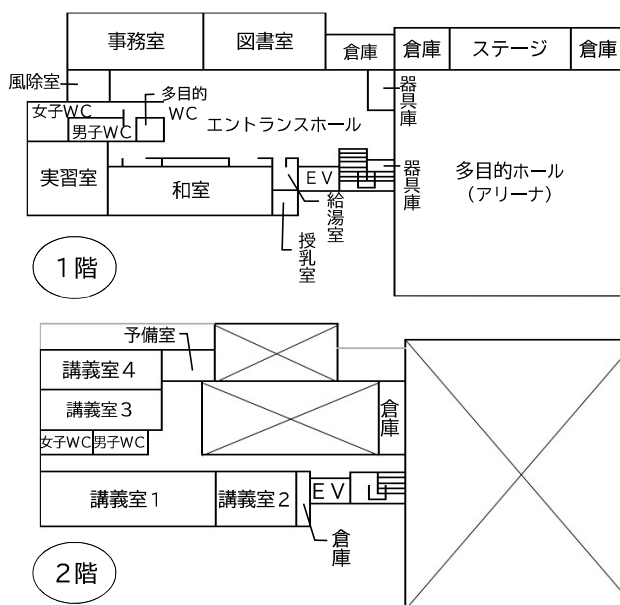 事務室
図書室
倉庫
倉庫
ステージ
倉庫
風除室
多目的
WC
器具庫
女子WC
男子WC
エントランスホール
実習室
和室
EV
器具庫
多目的ホール
（アリーナ）
給湯室
授乳室
1階
予備室
講義室4
講義室3
倉庫
女子WC
男子WC
講義室1
講義室2
EV
倉庫
2階